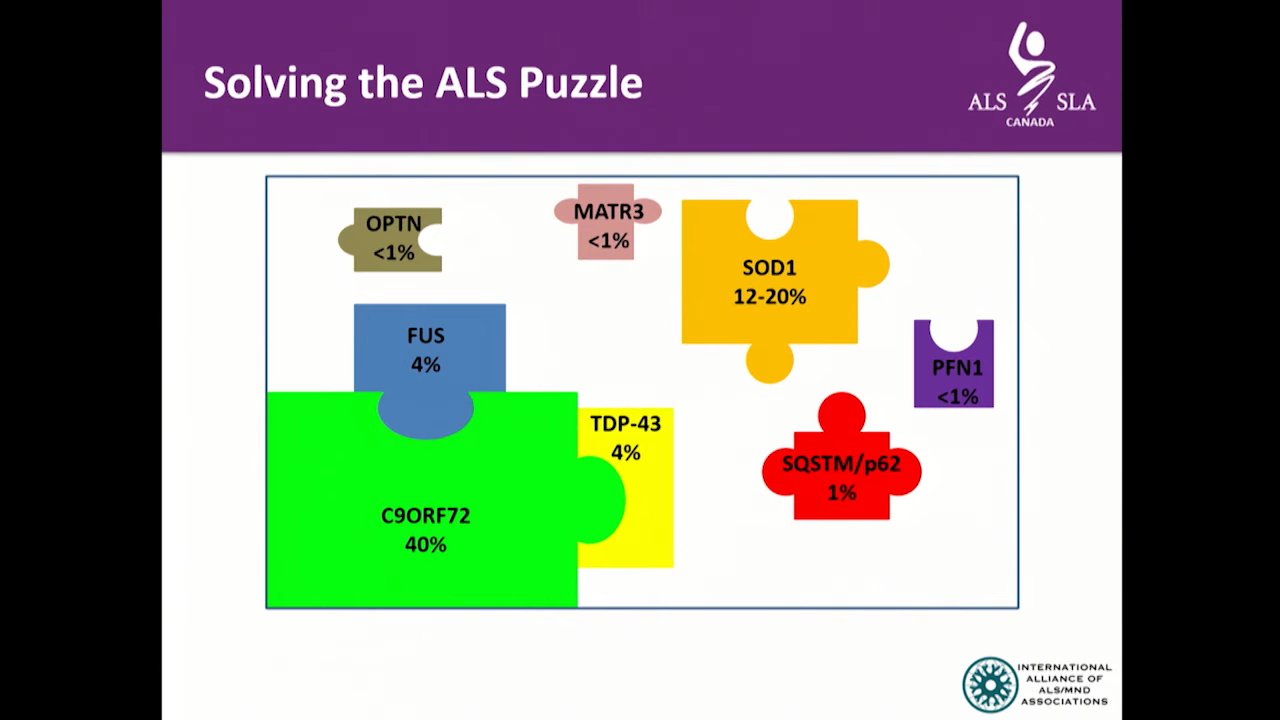 Solving the ALS Puzzle
ALS SLA
CANADA
OPTN
<1%
MATR3
<1%
SOD1
12-20%
FUS
4%
PFN1
<1%
TDP-43
4%
SQSTM/p62
1%
C9ORF72
40%
INTERNATIONAL
ALLIANCE OF
ALS/MND
ASSOCIATIONS